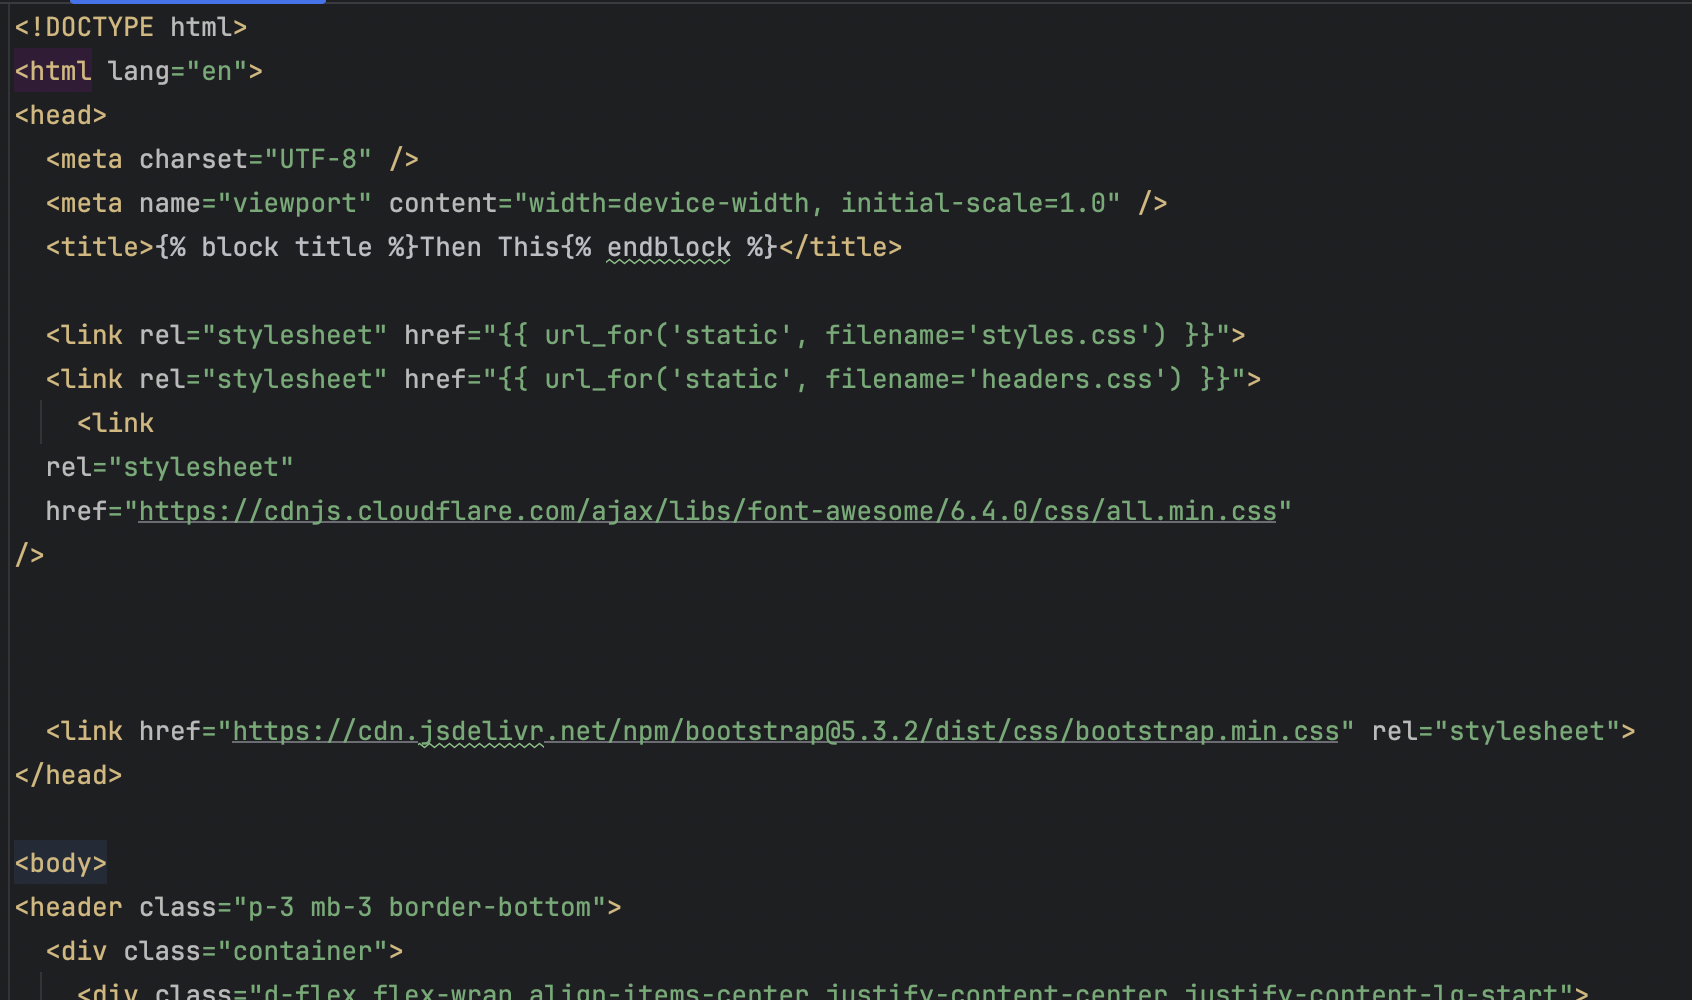 <!DOCTYPE html>
<html lang="en">
<head>
  <meta charset="UTF-8" />
  <meta name="viewport" content="width=device-width, initial-scale=1.0" />
  <title>{% block title %}Then This{% endblock %}</title>

  <link rel="stylesheet" href="{{ url_for('static', filename='styles.css') }}">
  <link rel="stylesheet" href="{{ url_for('static', filename='headers.css') }}">
    <link
  rel="stylesheet"
  href="https://cdnjs.cloudflare.com/ajax/libs/font-awesome/6.4.0/css/all.min.css"
/>

  <link href="https://cdn.jsdelivr.net/npm/bootstrap@5.3.2/dist/css/bootstrap.min.css" rel="stylesheet">
</head>

<body>
<header class="p-3 mb-3 border-bottom">
  <div class="container">
    <div class="d-flex flex-wrap align-items-center justify-content-center justify-content-lg-start">